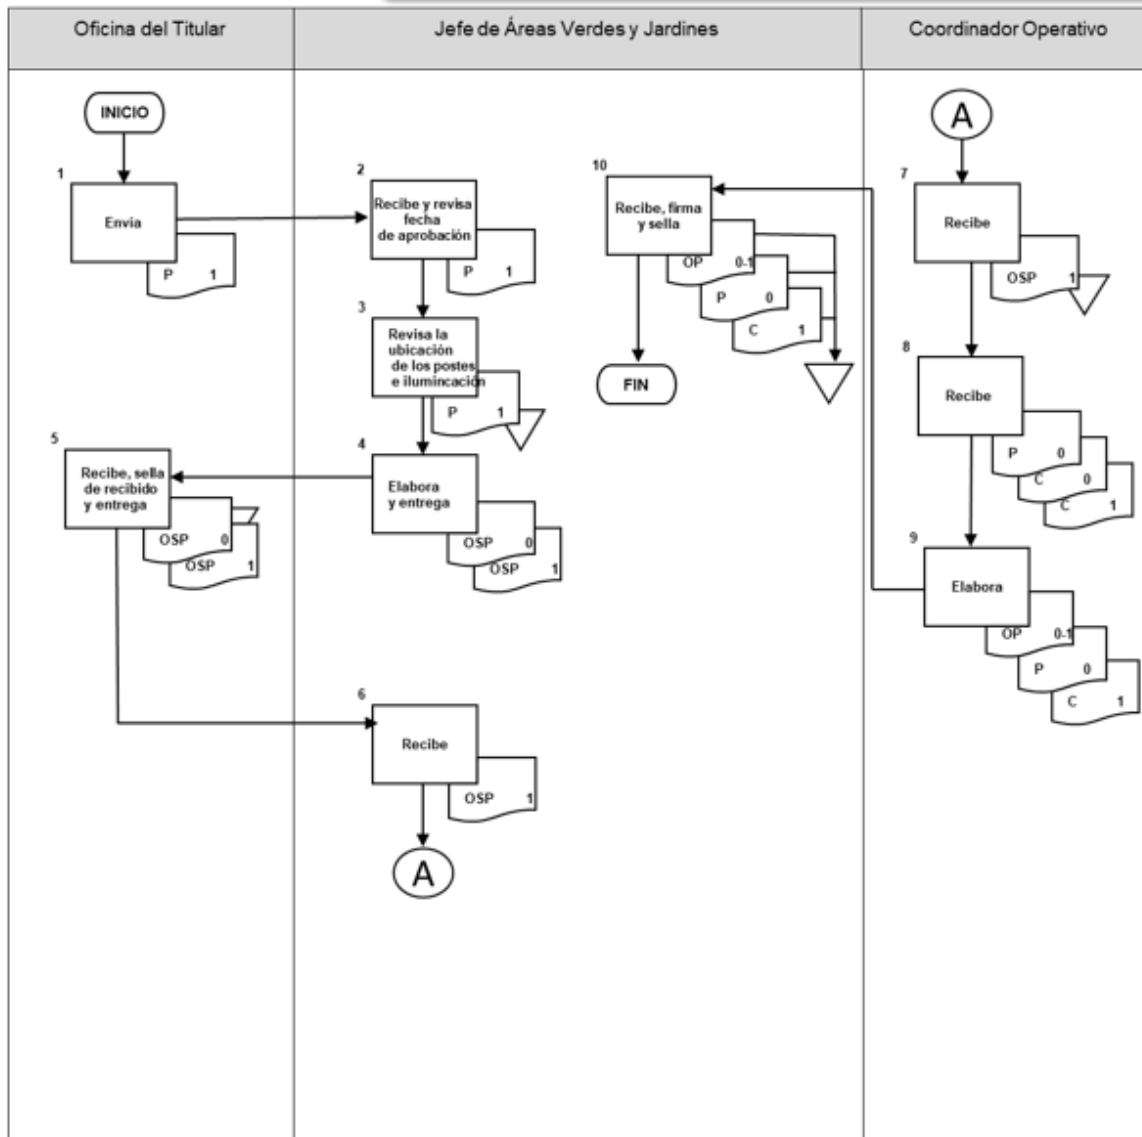 Oficina del Titular
Jefe de Áreas Verdes y Jardines
Coordinador Operativo
INICIO
1
Envia
P 1
2
Recibe y revisa
fecha
de aprobación
P 1
3
Revisa la
ubicación
de los postes
e ilumincación
P 1
4
Elabora
y entrega
OSP 0
OSP 1
5
Recibe, sella
de recibido
y entrega
OSP 0
OSP 1
6
Recibe
OSP 1
A
A
7
Recibe
OSP 1
8
Recibe
P 0
C 0
C 1
9
Elabora
OP 0-1
P 0
C 1
10
Recibe, firma
y sella
OP 0-1
P 0
C 1
FIN